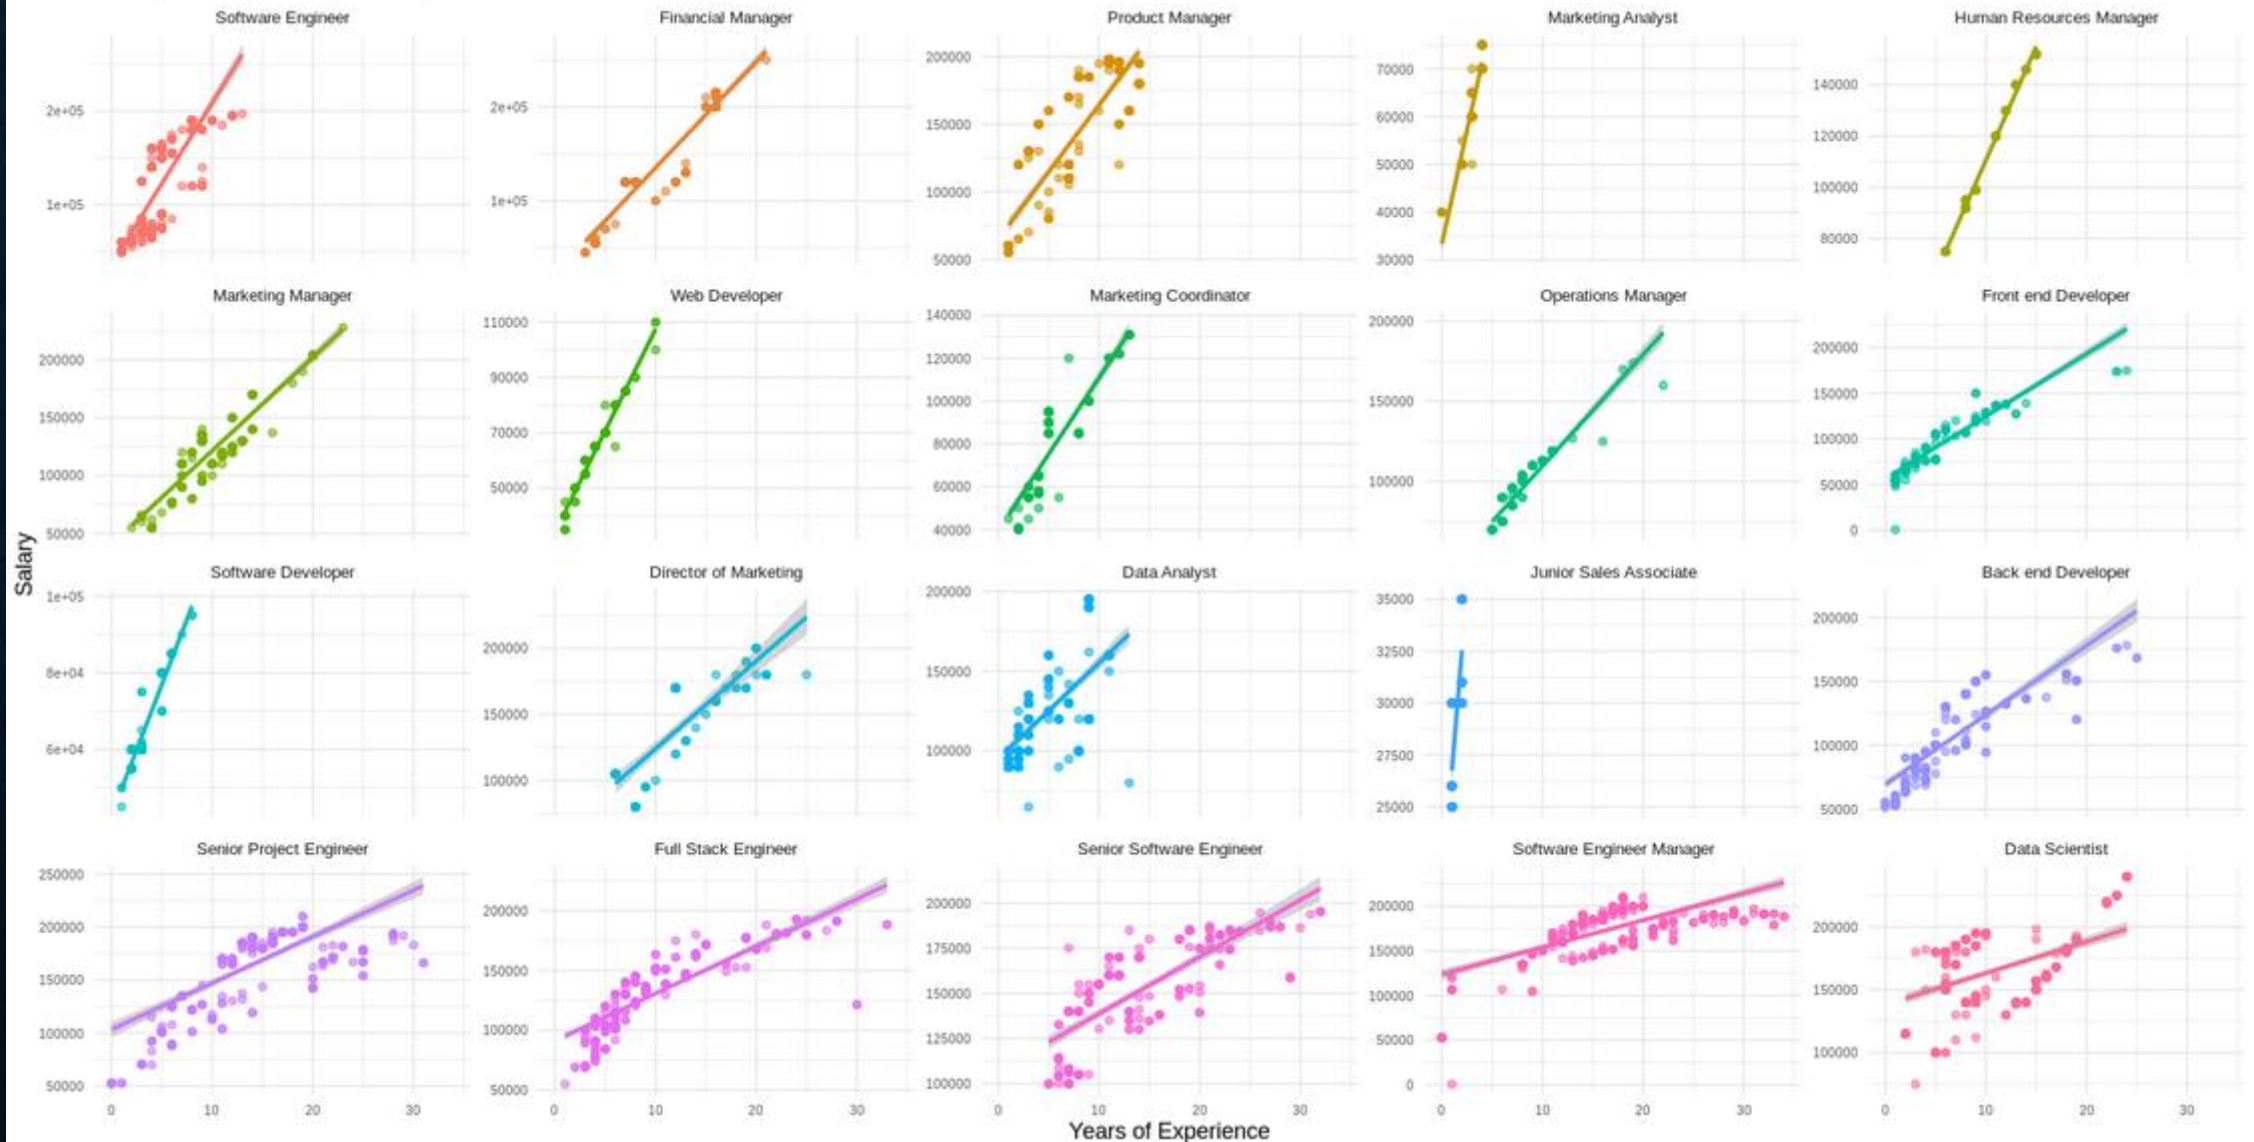 Software Engineer
Financial Manager
Product Manager
Marketing Analyst
Human Resources Manager
2e+05
1e+05
2e+05
1e+05
200000
150000
100000
50000
70000
60000
50000
40000
30000
140000
120000
100000
80000
Marketing Manager
Web Developer
Marketing Coordinator
Operations Manager
Front end Developer
200000
150000
100000
50000
110000
90000
70000
50000
140000
120000
100000
80000
60000
40000
200000
150000
100000
200000
150000
100000
50000
0
Salary
Software Developer
Director of Marketing
Data Analyst
Junior Sales Associate
Back end Developer
1e+05
8e+04
6e+04
200000
150000
100000
200000
150000
100000
35000
32500
30000
27500
25000
200000
150000
100000
50000
Senior Project Engineer
Full Stack Engineer
Senior Software Engineer
Software Engineer Manager
Data Scientist
250000
200000
150000
100000
50000
200000
150000
100000
50000
200000
175000
150000
125000
100000
200000
150000
100000
50000
0
200000
150000
100000
0 10 20 30
0 10 20 30
0 10 20 30
0 10 20 30
0 10 20 30
Years of Experience